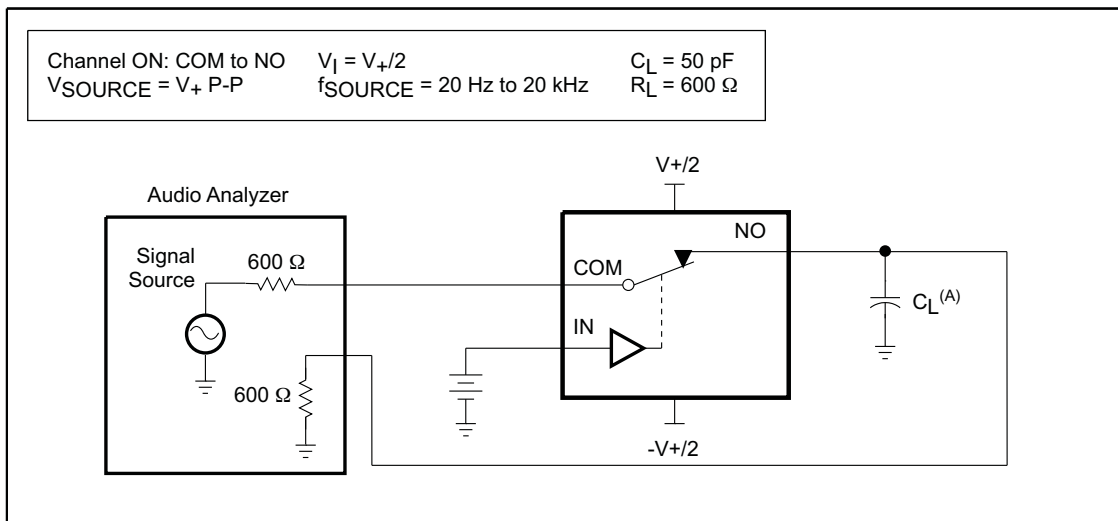 Channel ON: COM to NO V_I = V_+/2 C_L = 50 pF
V_SOURCE = V_+ P-P f_SOURCE = 20 Hz to 20 kHz R_L = 600 Ω
V+/2
Audio Analyzer
NO
Signal
Source
600 Ω
COM
C_L^(A)
IN
600 Ω
-V+/2